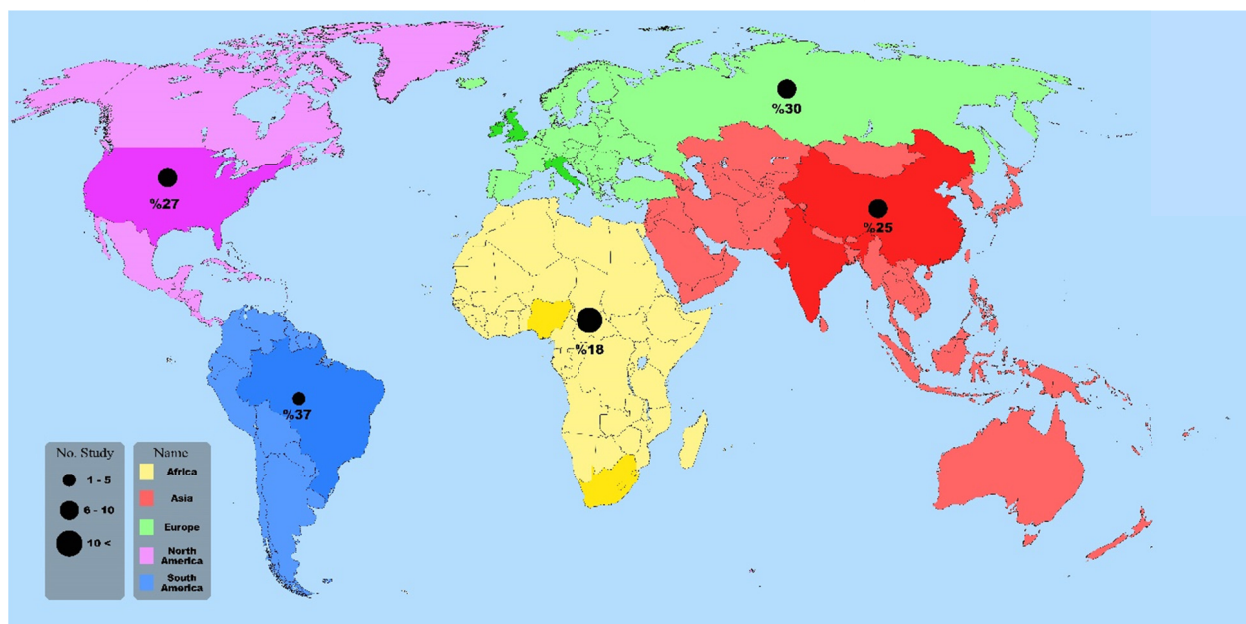 %30
%27
%25
%18
%37
No. Study
1 - 5
6 - 10
10 <
Name
Africa
Asia
Europe
North
America
South
America